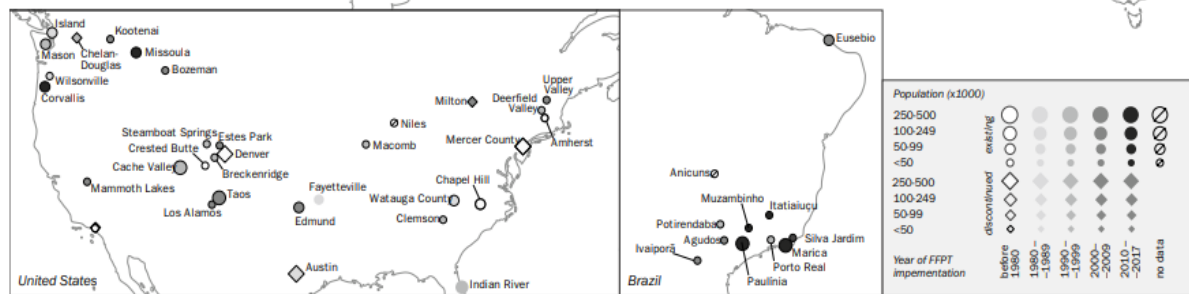 Island
Kootenai
Mason
Chelan-
Douglas
Missoula
Bozeman
Wilsonville
Corvallis
Upper
Valley
Milton
Deerfield
Valley
Niles
Mercer County
Amherst
Steamboat Springs
Estes Park
Crested Butte
Denver
Macomb
Cache Valley
Breckenridge
Mammoth Lakes
Taos
Los Alamos
Fayetteville
Edmund
Watauga County
Chapel Hill
Clemson
Austin
Indian River
United States
Eusebio
Anicuns
Muzambinho
Itatiaiuçu
Potirendaba
Agudos
Silva Jardim
Ivaiporã
Marica
Porto Real
Paulínia
Brazil
Population (x1000)
250-500
100-249
50-99
<50
existing
250-500
100-249
50-99
<50
discontinued
Year of FFPT
impementation
before
1980
1980 –
–1989
1990 –
–1999
2000–
–2009
2010 –
–2017
no data